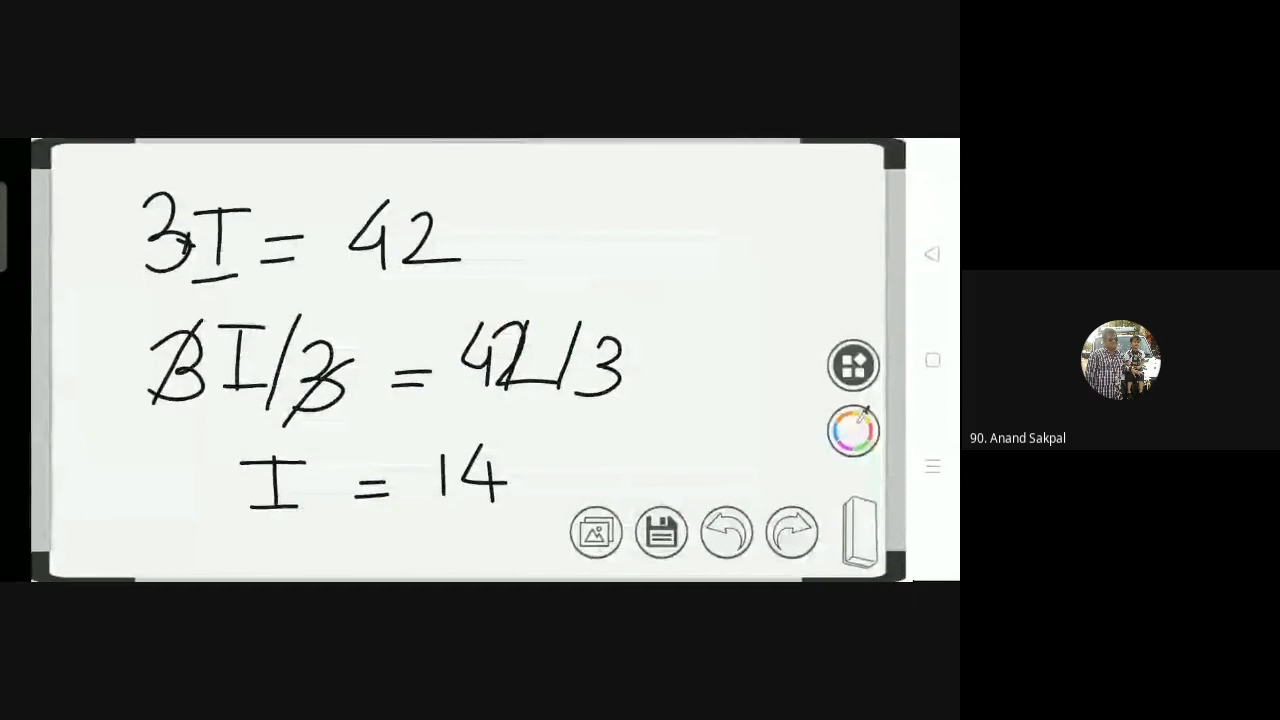 3I = 42
3I/3 = 42/3
I = 14
90. Anand Sakpal